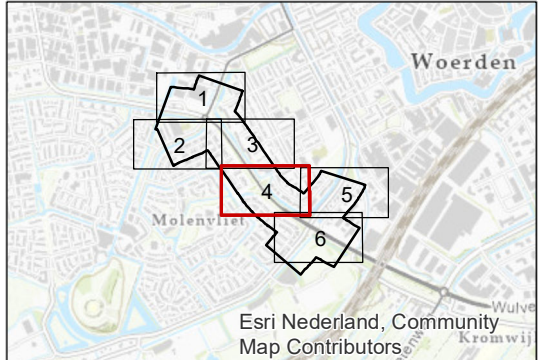 Woerden
1
2
3
4
5
6
Molenvliet
Esri Nederland, Community
Map Contributors
Wulve
Kromwij